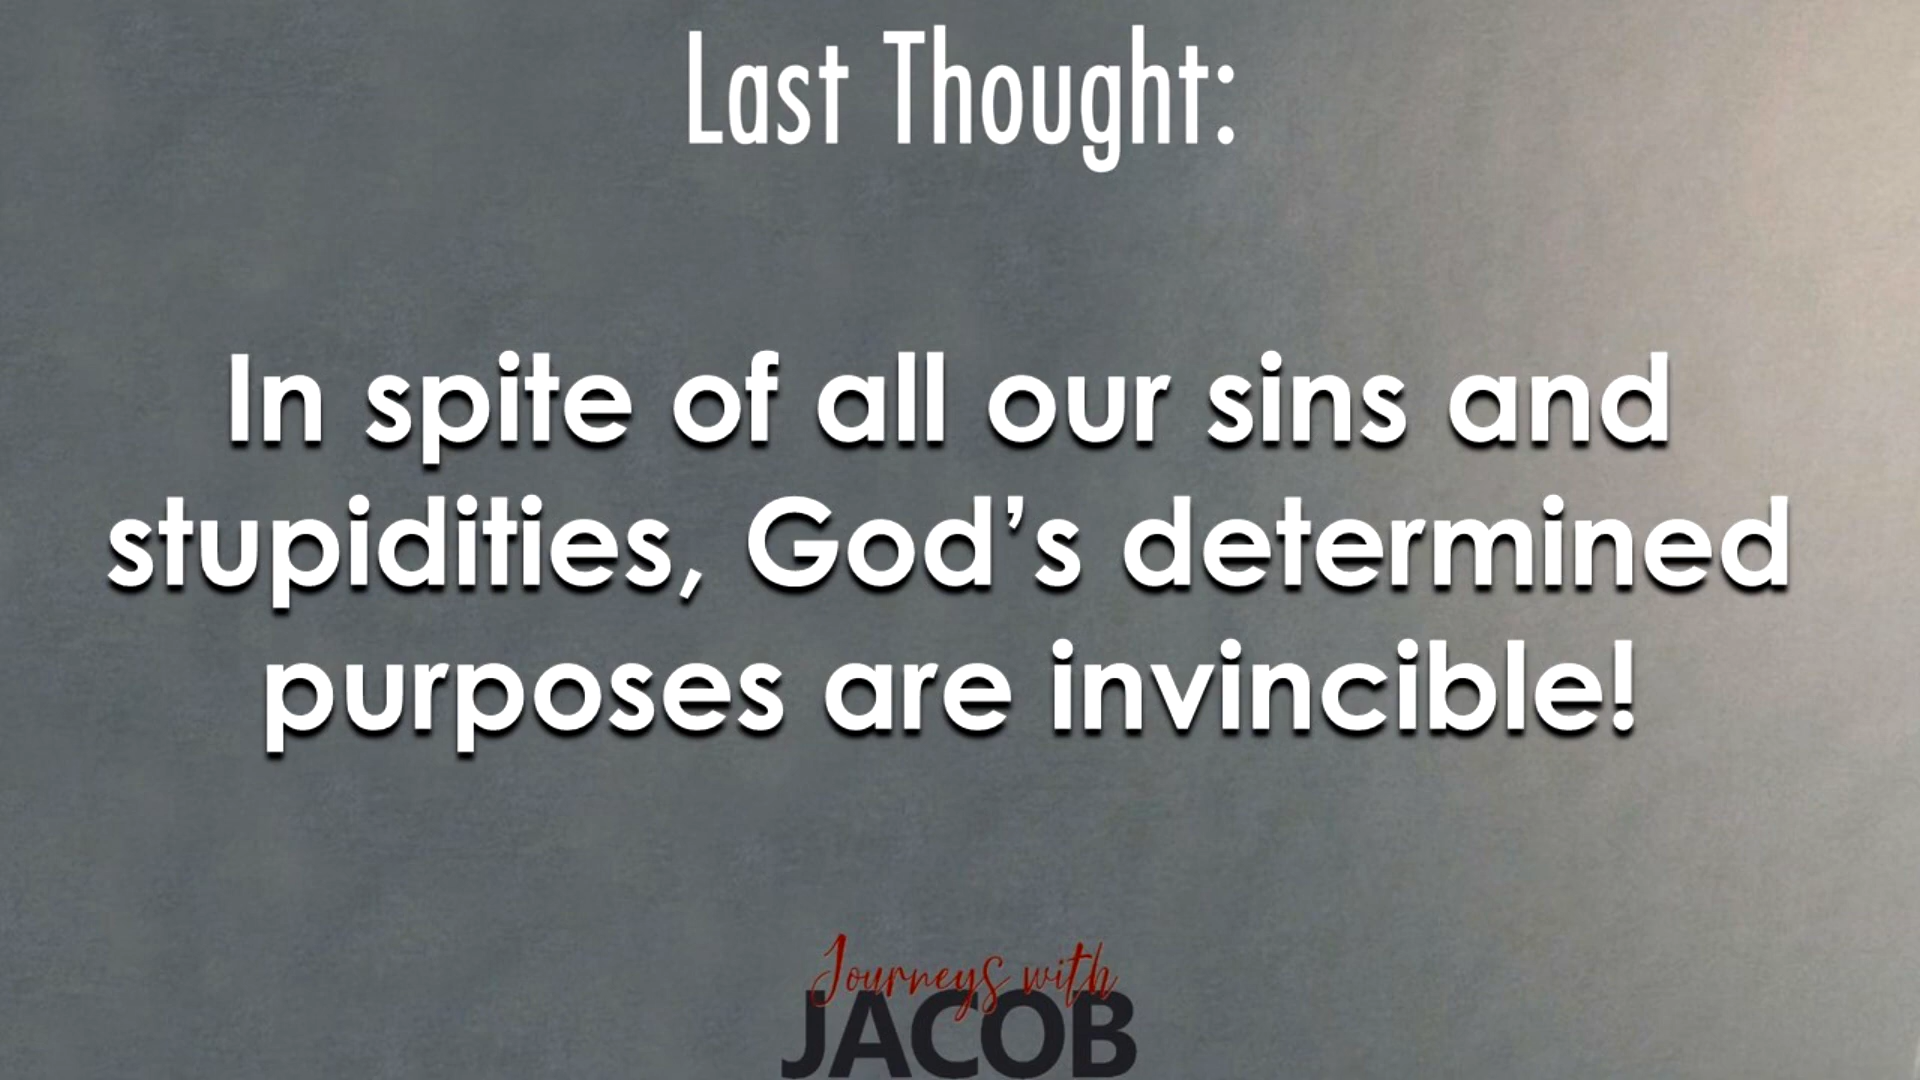 Last Thought:
In spite of all our sins and
stupidities, God’s determined
purposes are invincible!
Journeys with
JACOB